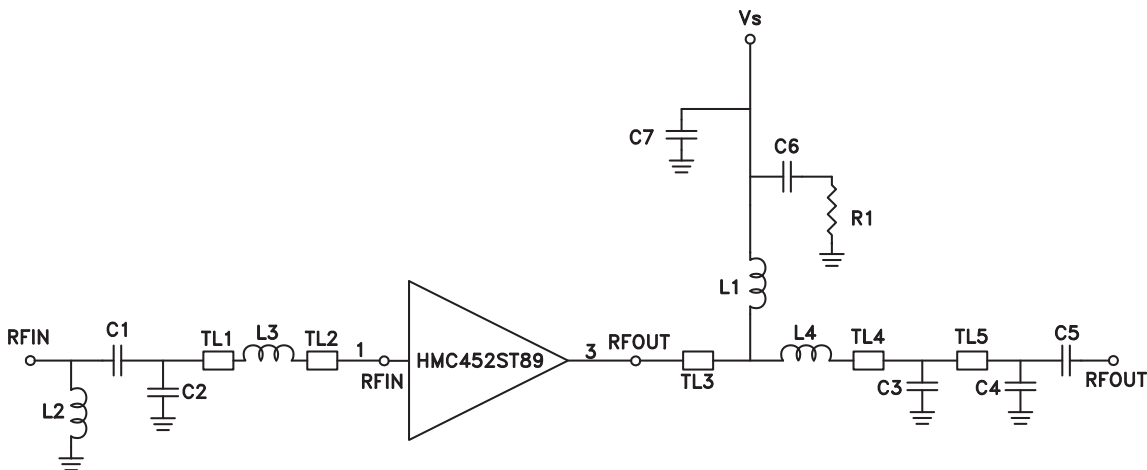 Vs
C7
C6
R1
L1
RFIN
C1
TL1
L3
TL2
1
RFIN
HMC452ST89
3
RFOUT
TL3
L4
TL4
TL5
C5
RFOUT
L2
C2
C3
C4